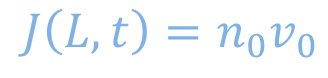 J(L, t) = n₀v₀